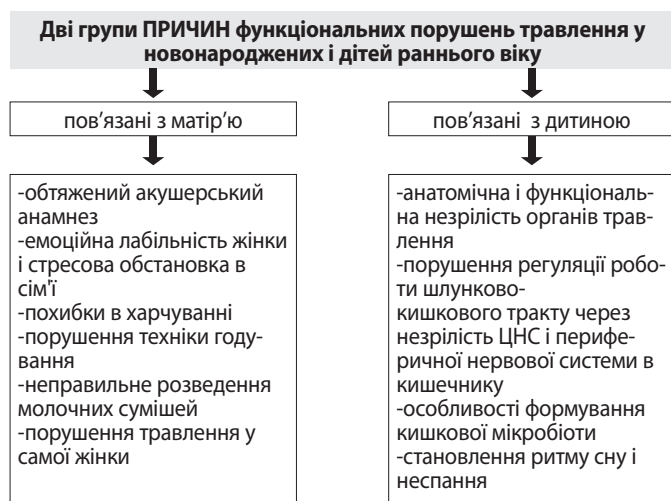 Дві групи ПРИЧИН функціональних порушень травлення у
новонароджених і дітей раннього віку
пов'язані з матір'ю
-обтяжений акушерський
анамнез
-емоційна лабільність жінки
і стресова обстановка в
сім'ї
-похибки в харчуванні
-порушення техніки году-
вання
-неправильне розведення
молочних сумішей
-порушення травлення у
самої жінки
пов'язані з дитиною
-анатомічна і функціональ-
на незрілість органів трав-
лення
-порушення регуляції робо-
ти шлунково-
кишкового тракту через
незрілість ЦНС і перифе-
ричної нервової системи в
кишечнику
-особливості формування
кишкової мікробіоти
-становлення ритму сну і
неспання